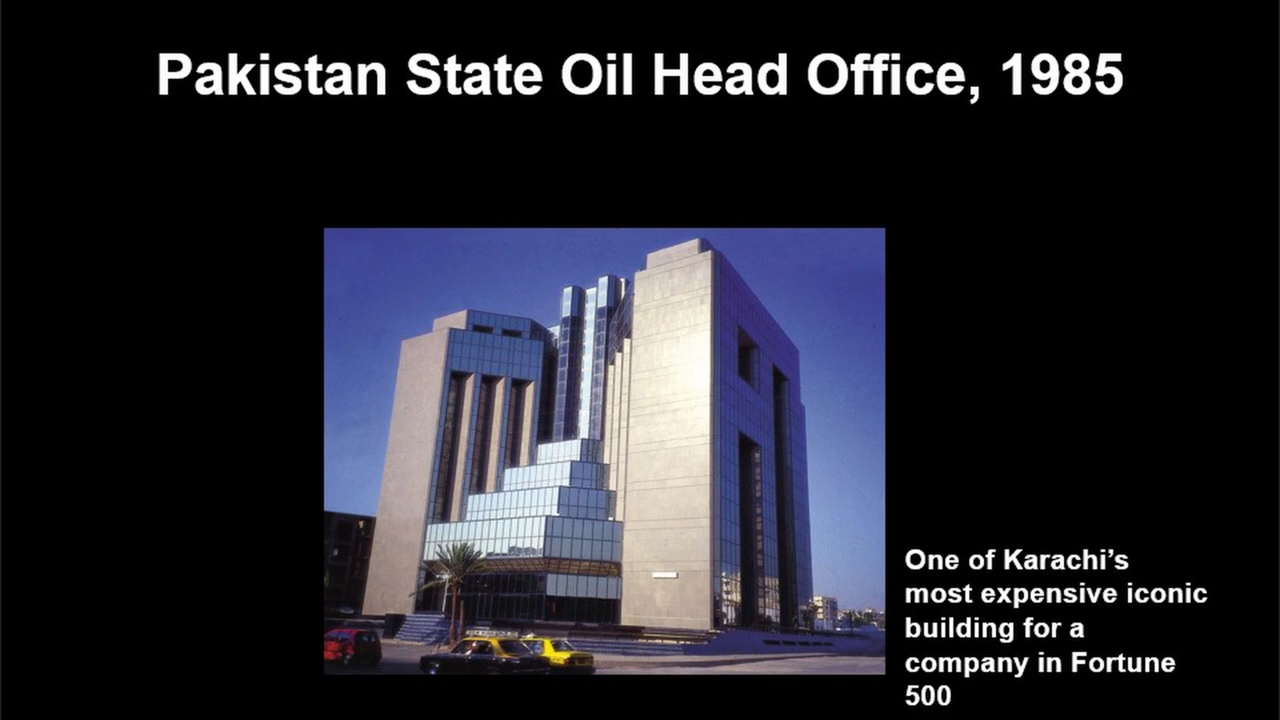 Pakistan State Oil Head Office, 1985
One of Karachi’s
most expensive iconic
building for a
company in Fortune
500